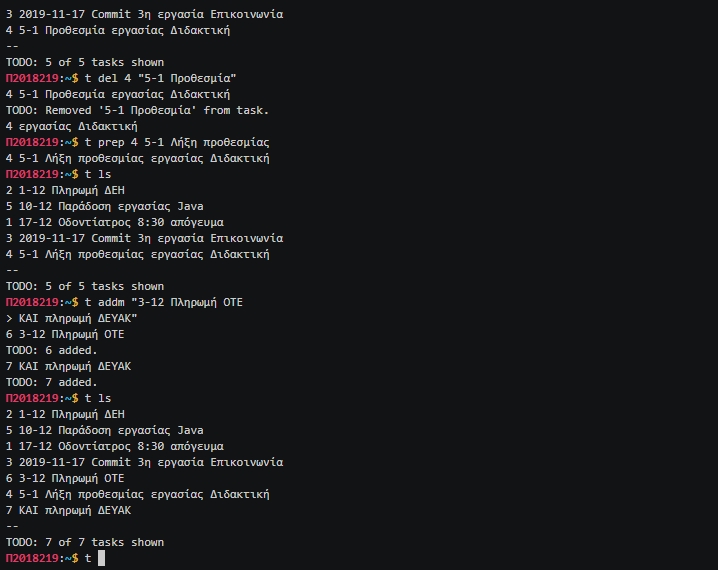 3 2019-11-17 Commit 3η εργασία Επικοινωνία
4 5-1 Προθεσμία εργασίας Διδακτική
--
TODO: 5 of 5 tasks shown
Π2018219:~$ t del 4 "5-1 Προθεσμία"
4 5-1 Προθεσμία εργασίας Διδακτική
TODO: Removed '5-1 Προθεσμία' from task.
4 εργασίας Διδακτική
Π2018219:~$ t prep 4 5-1 Λήξη προθεσμίας
4 5-1 Λήξη προθεσμίας εργασίας Διδακτική
Π2018219:~$ t ls
2 1-12 Πληρωμή ΔΕΗ
5 10-12 Παράδοση εργασίας Java
1 17-12 Οδοντίατρος 8:30 απόγευμα
3 2019-11-17 Commit 3η εργασία Επικοινωνία
4 5-1 Λήξη προθεσμίας εργασίας Διδακτική
--
TODO: 5 of 5 tasks shown
Π2018219:~$ t addm "3-12 Πληρωμή ΟΤΕ
> ΚΑΙ πληρωμή ΔΕΥΑΚ"
6 3-12 Πληρωμή ΟΤΕ
TODO: 6 added.
7 ΚΑΙ πληρωμή ΔΕΥΑΚ
TODO: 7 added.
Π2018219:~$ t ls
2 1-12 Πληρωμή ΔΕΗ
5 10-12 Παράδοση εργασίας Java
1 17-12 Οδοντίατρος 8:30 απόγευμα
3 2019-11-17 Commit 3η εργασία Επικοινωνία
6 3-12 Πληρωμή ΟΤΕ
4 5-1 Λήξη προθεσμίας εργασίας Διδακτική
7 ΚΑΙ πληρωμή ΔΕΥΑΚ
--
TODO: 7 of 7 tasks shown
Π2018219:~$ t